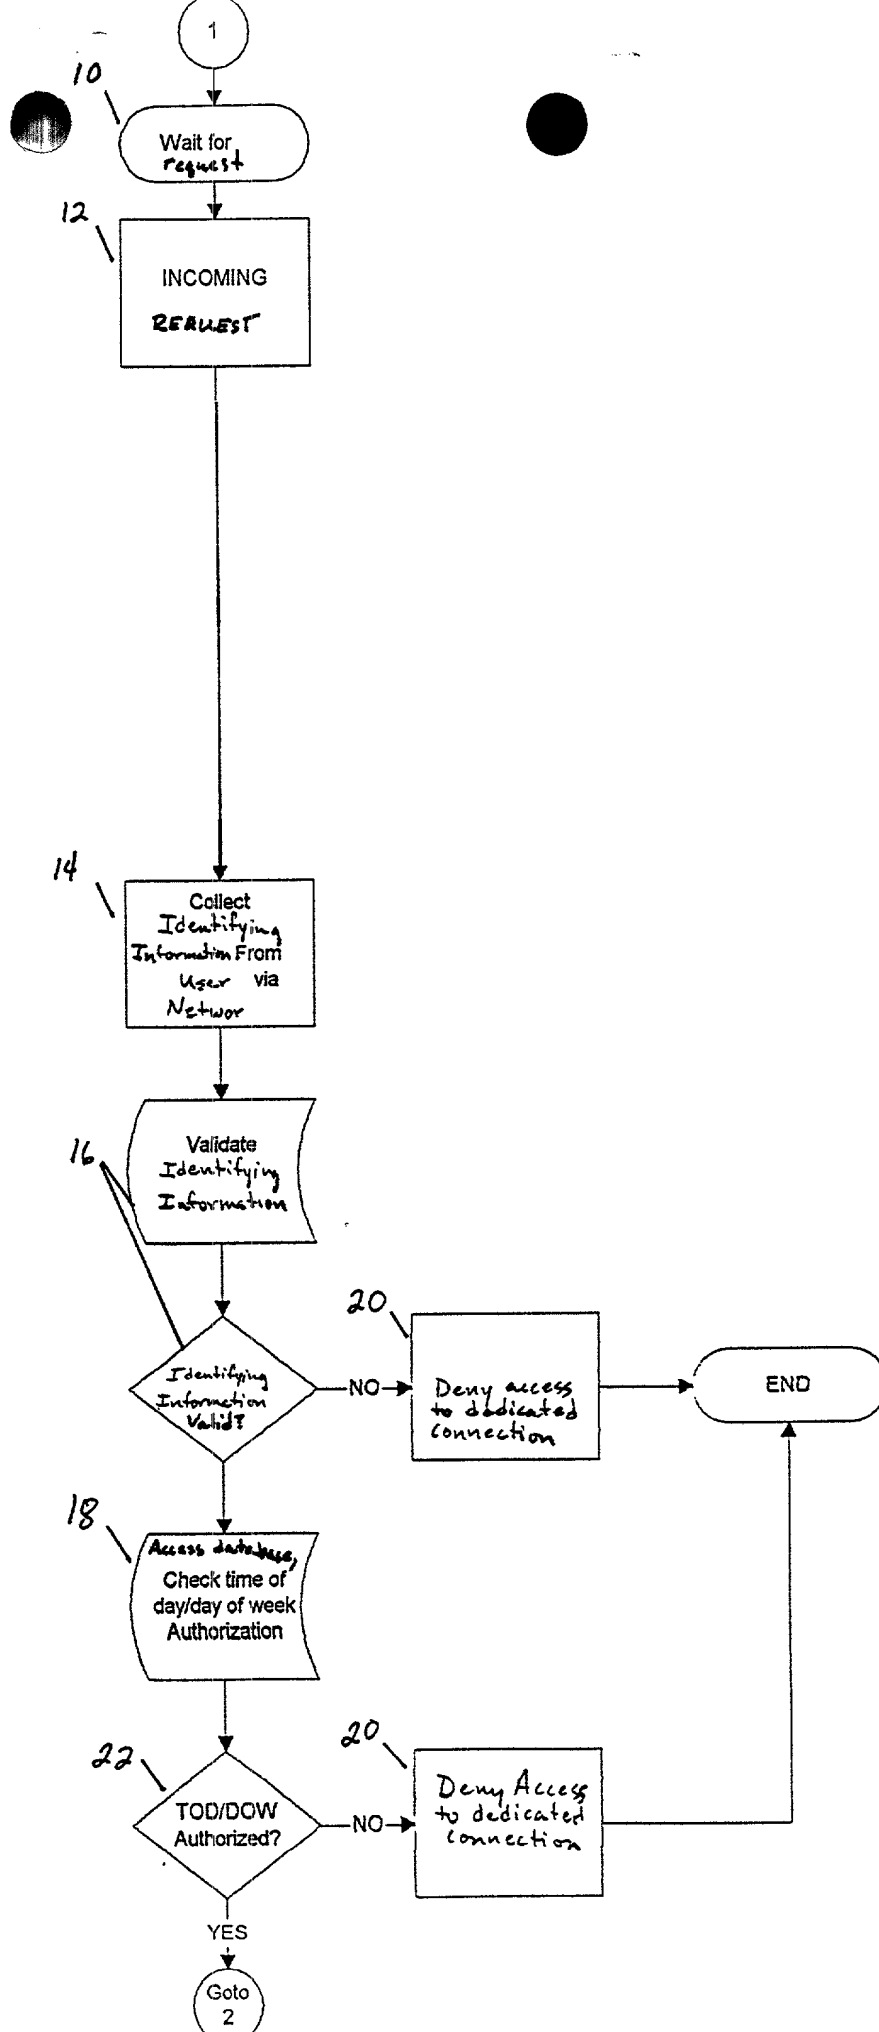 1
10
Wait for
request
12
INCOMING
REQUEST
14
Collect
Identifying
Information From
User via
Networ
16
Validate
Identifying
Information
Identifying
Information
Valid?
NO
20
Deny access
to dedicated
connection
END
18
Access database,
Check time of
day/day of week
Authorization
22
TOD/DOW
Authorized?
NO
20
Deny Access
to dedicated
connection
YES
Goto
2